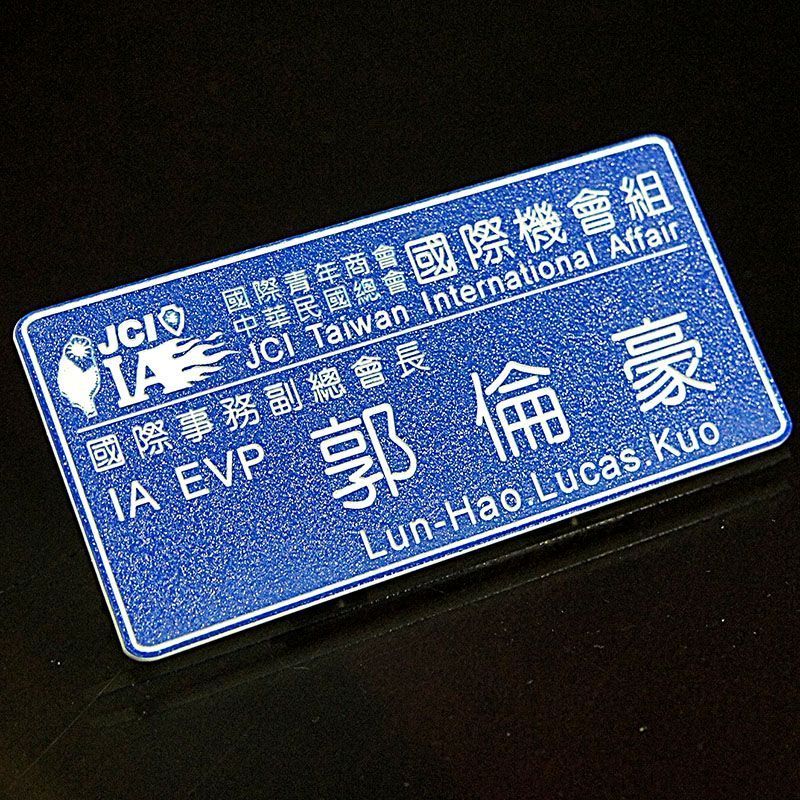 JCI
IA
國際青年商會
中華民國總會
國際機會組
JCI Taiwan International Affair
國際事務副總會長
IA EVP
郭倫豪
Lun-Hao.Lucas.Kuo